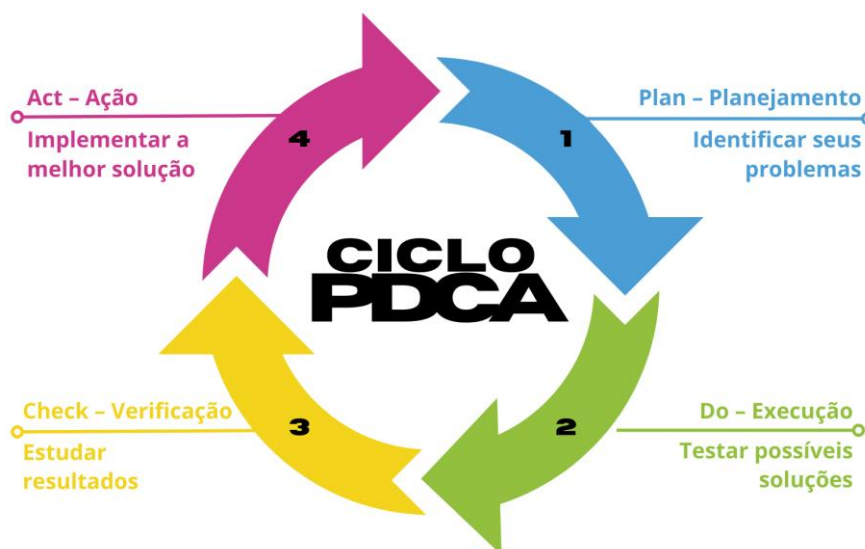 Act – Ação
Implementar a
melhor solução
4
1
Plan – Planejamento
Identificar seus
problemas
CICLO
PDCA
Check – Verificação
Estudar
resultados
3
2
Do – Execução
Testar possíveis
soluções